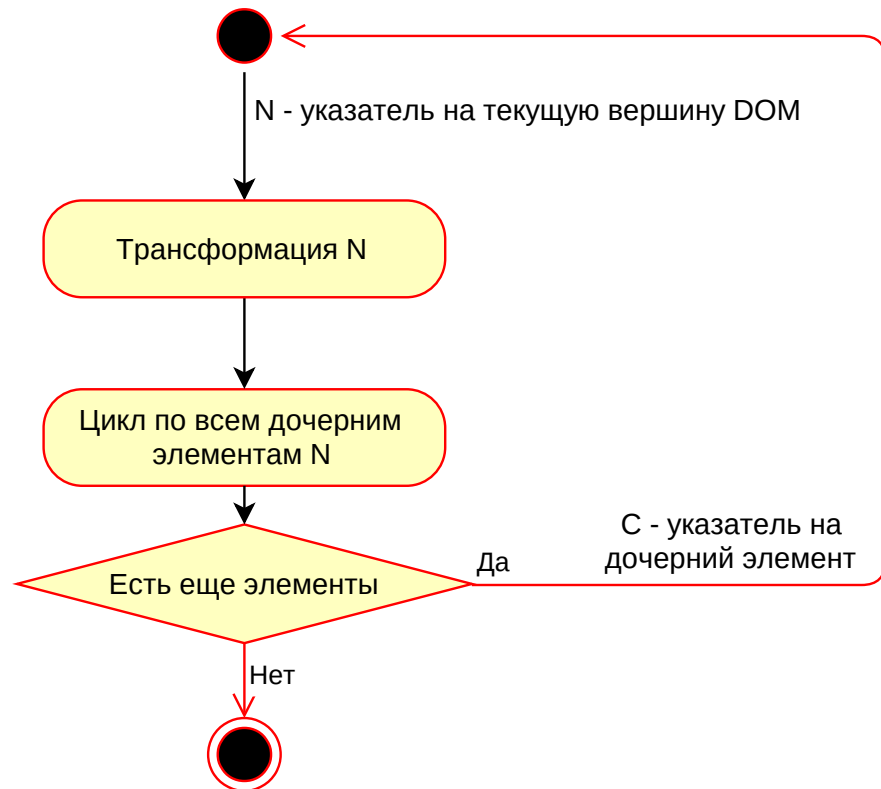 N - указатель на текущую вершину DOM
Трансформация N
Цикл по всем дочерним
элементам N
С - указатель на
дочерний элемент
Да
Есть еще элементы
Нет